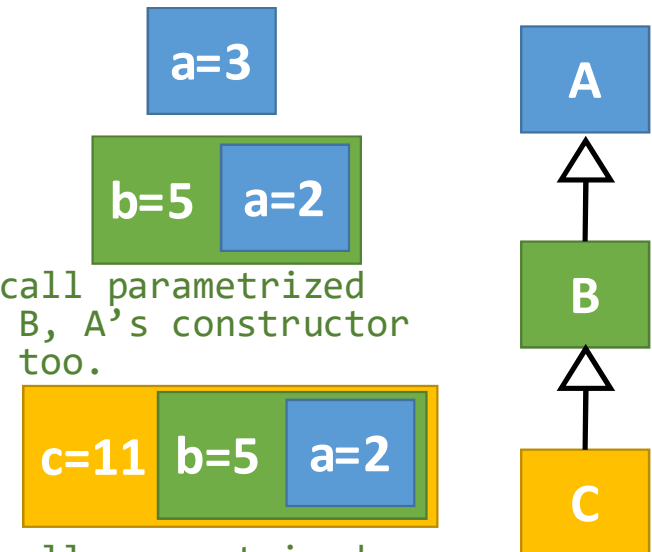 a=3
A
b=5 a=2
call parametrized
B, A’s constructor
too.
B
c=11 b=5 a=2
C